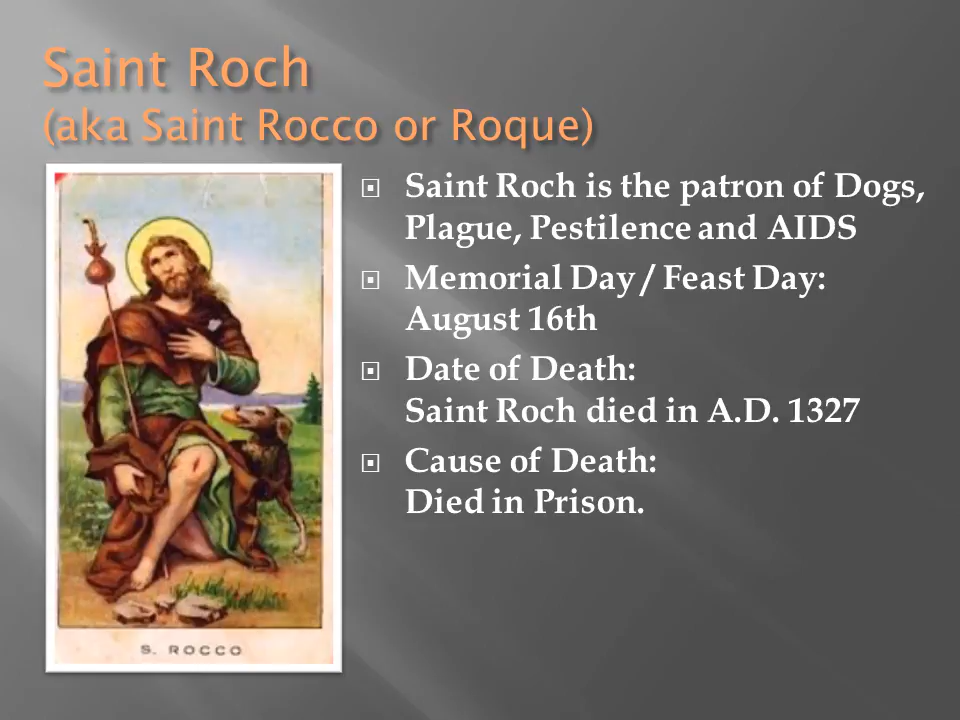 Saint Roch
(aka Saint Rocco or Roque)
Saint Roch is the patron of Dogs,
Plague, Pestilence and AIDS
Memorial Day / Feast Day:
August 16th
Date of Death:
Saint Roch died in A.D. 1327
Cause of Death:
Died in Prison.
S. ROCCO